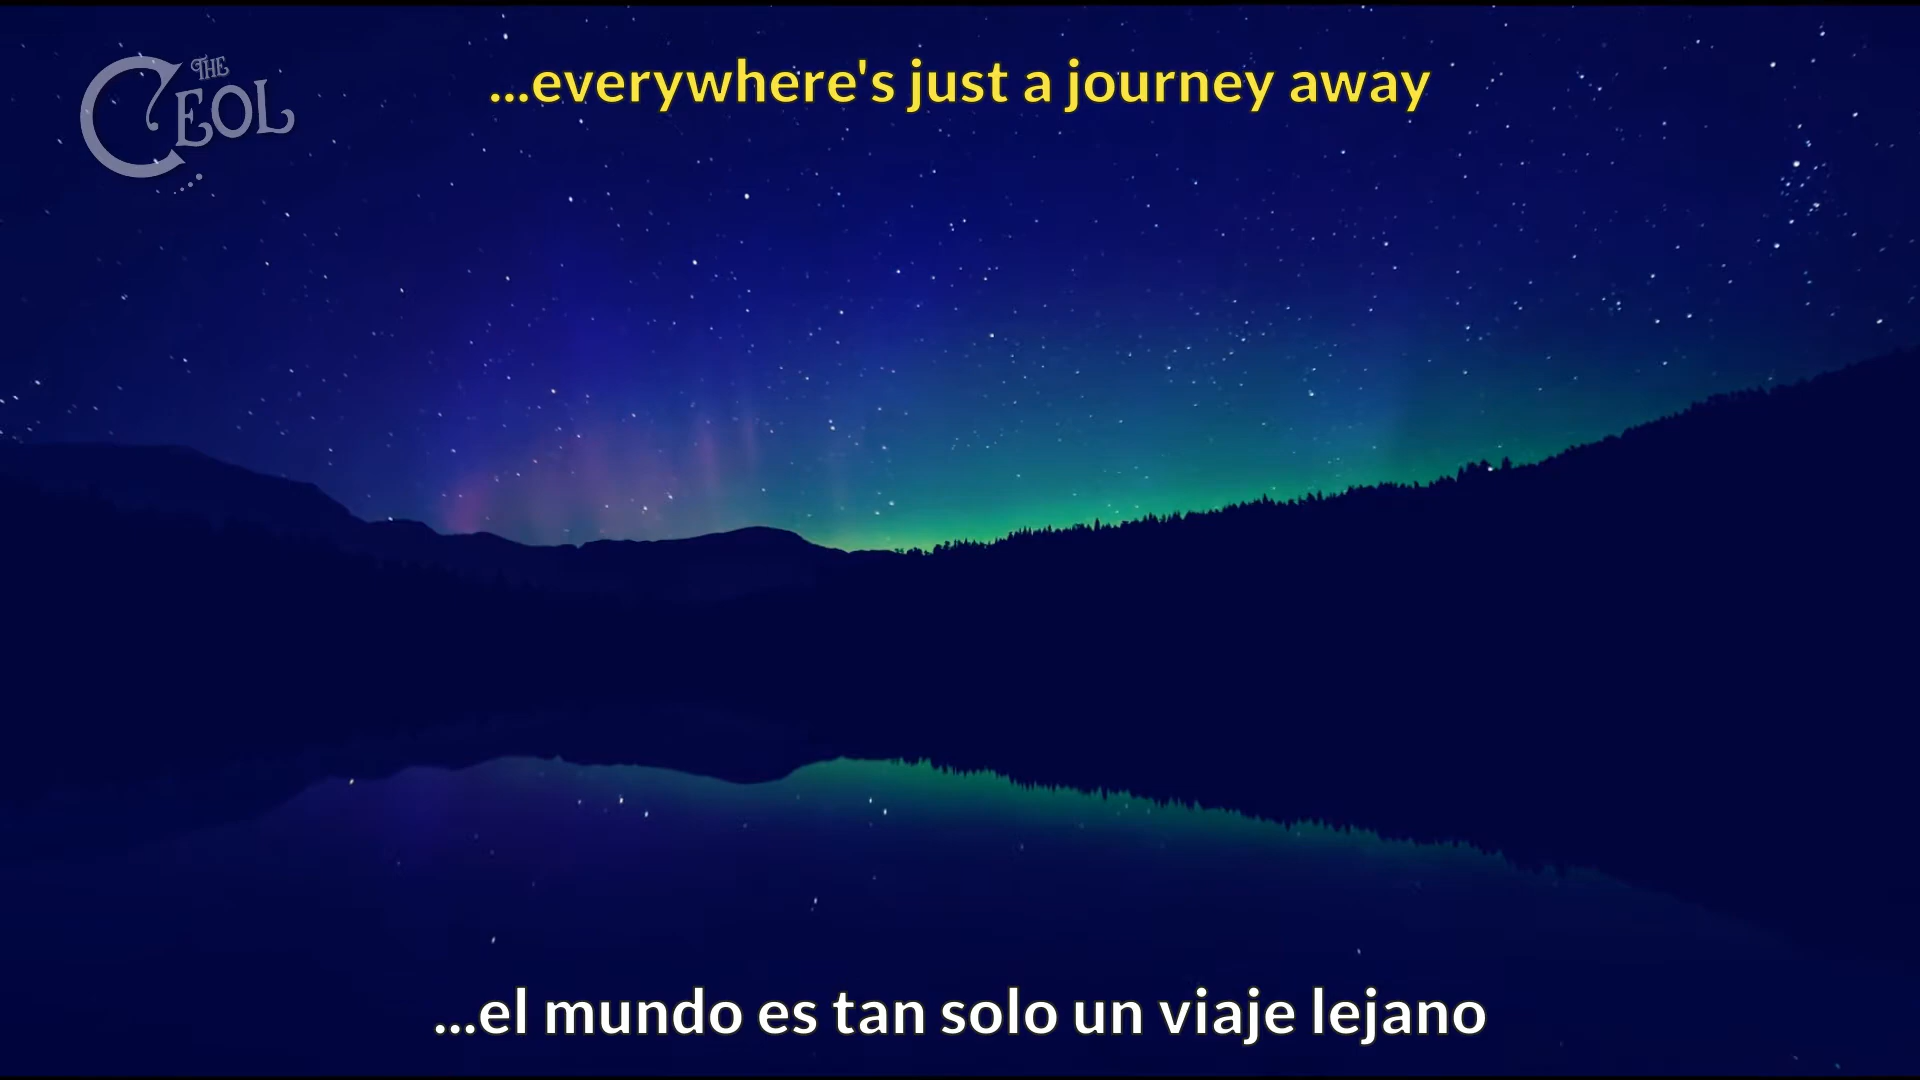 THE
CEOL
...everywhere's just a journey away
...el mundo es tan solo un viaje lejano